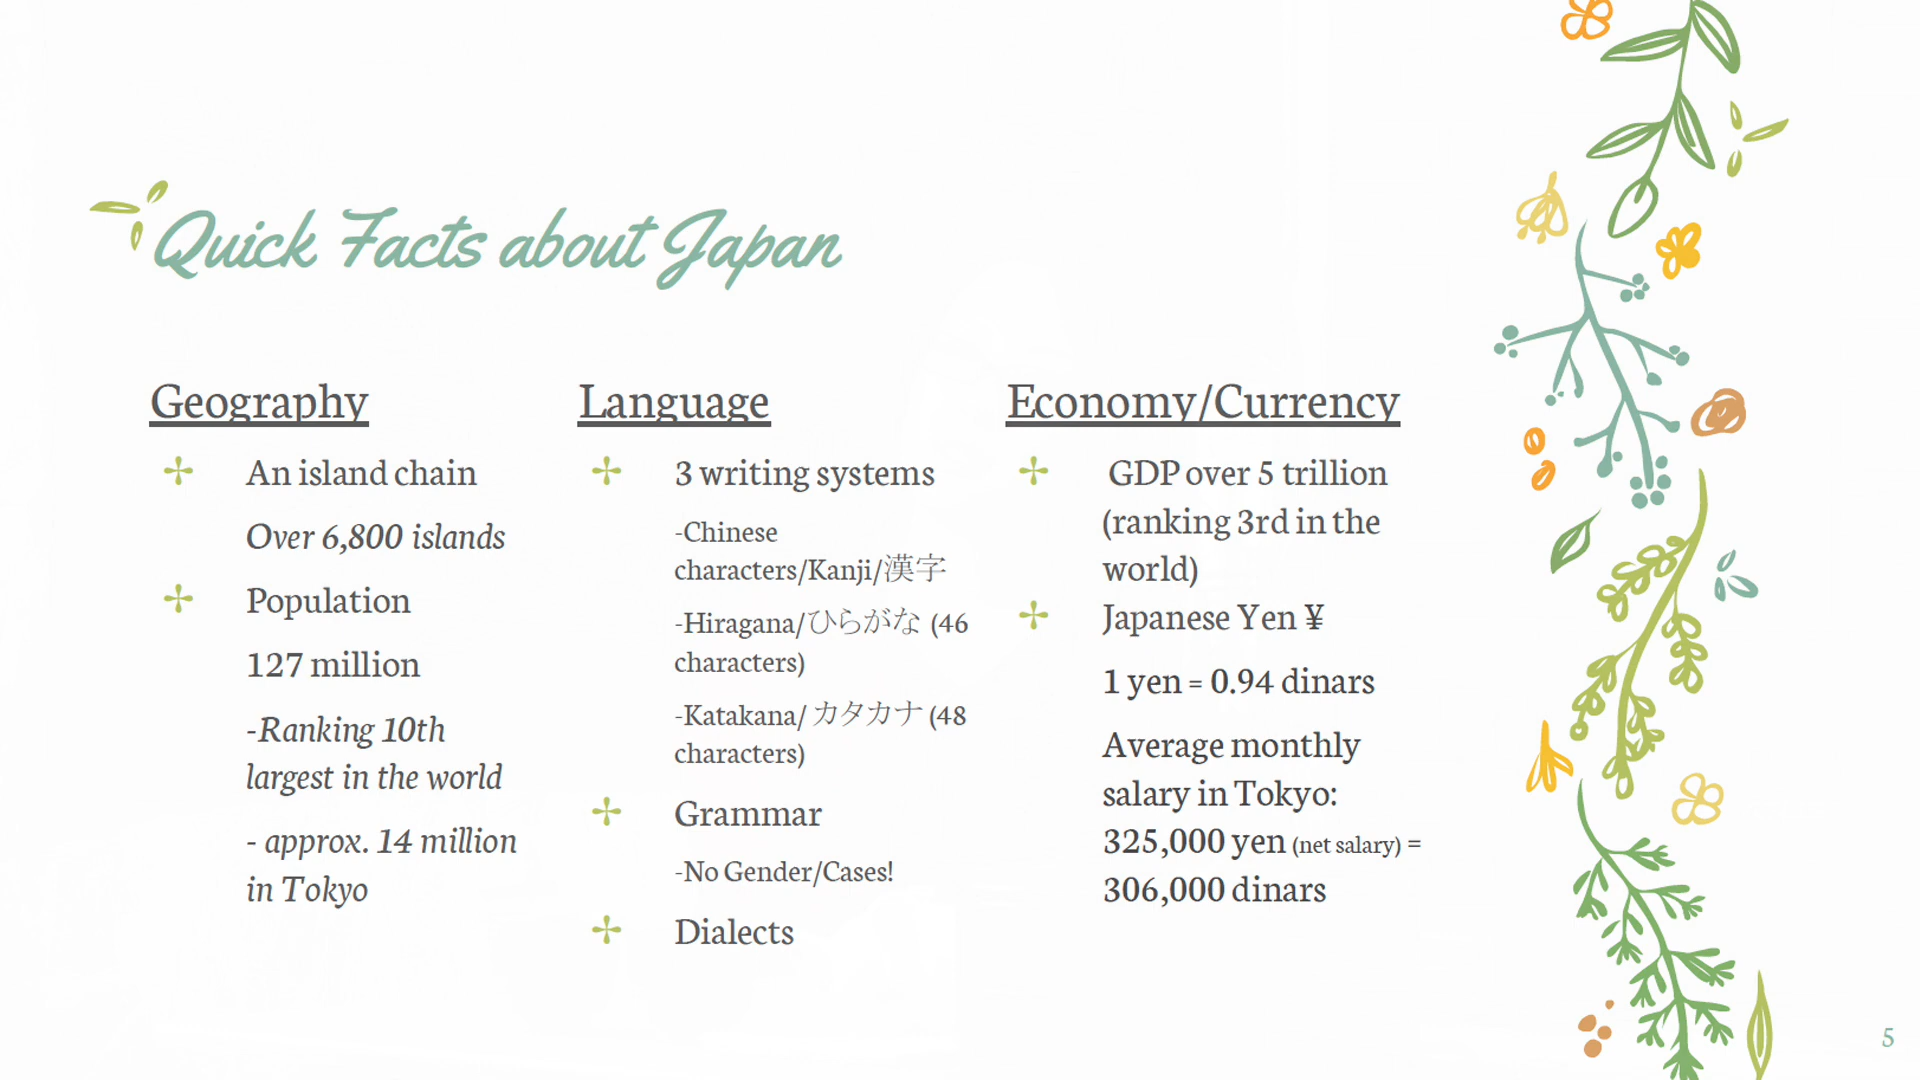 Quick Facts about Japan
Geography
An island chain
Over 6,800 islands
Population
127 million
-Ranking 10th
largest in the world
- approx. 14 million
in Tokyo
Language
3 writing systems
-Chinese
characters/Kanji/漢字
-Hiragana/ひらがな (46
characters)
-Katakana/ カタカナ (48
characters)
Grammar
-No Gender/Cases!
Dialects
Economy/Currency
GDP over 5 trillion
(ranking 3rd in the
world)
Japanese Yen ¥
1 yen = 0.94 dinars
Average monthly
salary in Tokyo:
325,000 yen (net salary) =
306,000 dinars
5